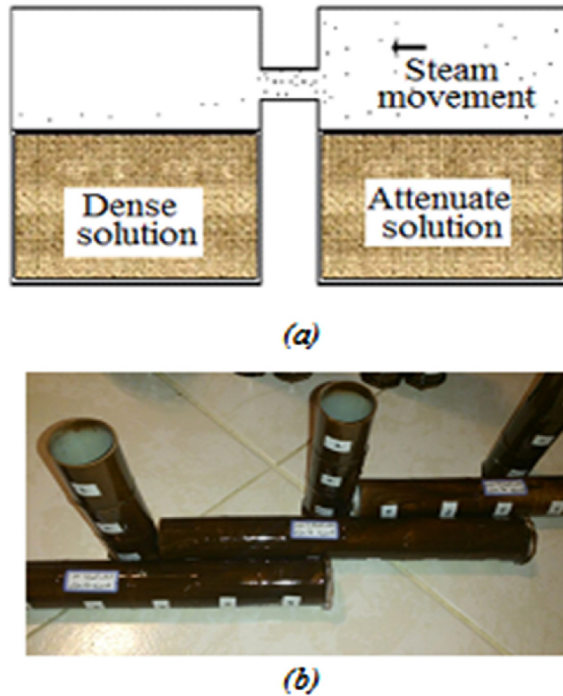 Steam
movement
Dense
solution
Attenuate
solution
(a)
(b)